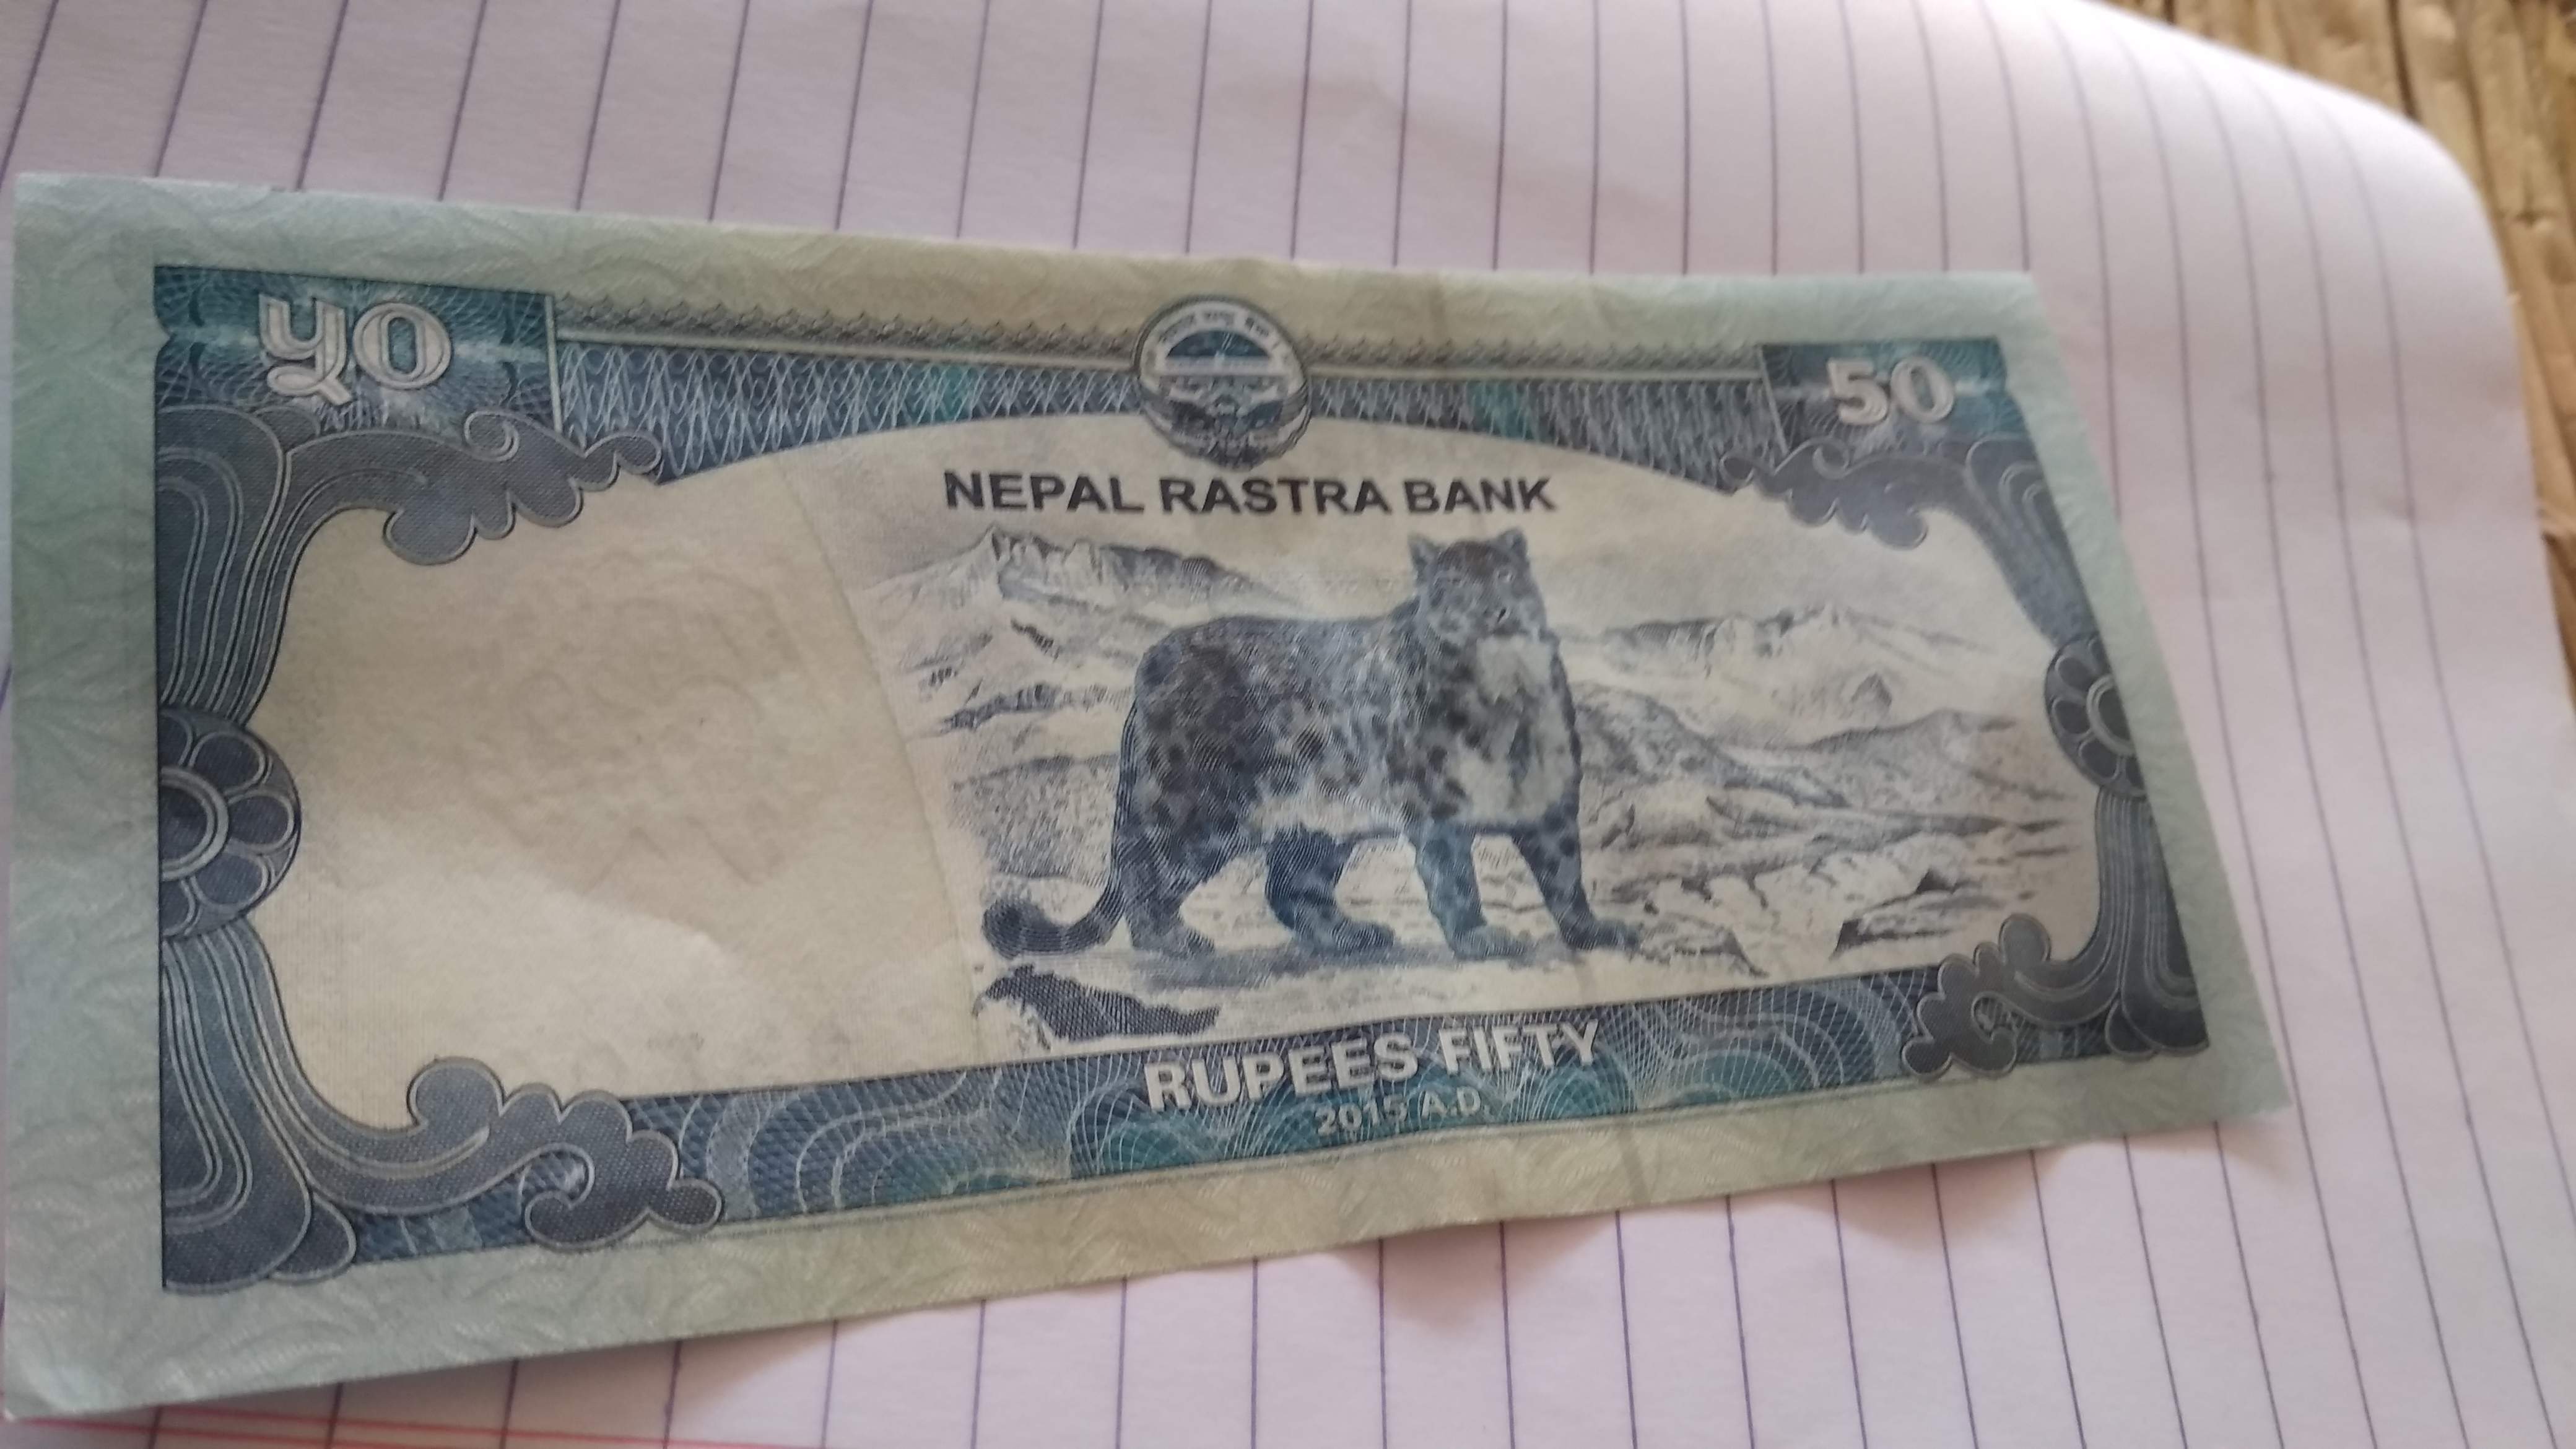 ५०
50
NEPAL RASTRA BANK
RUPEES FIFTY
2015 A.D.